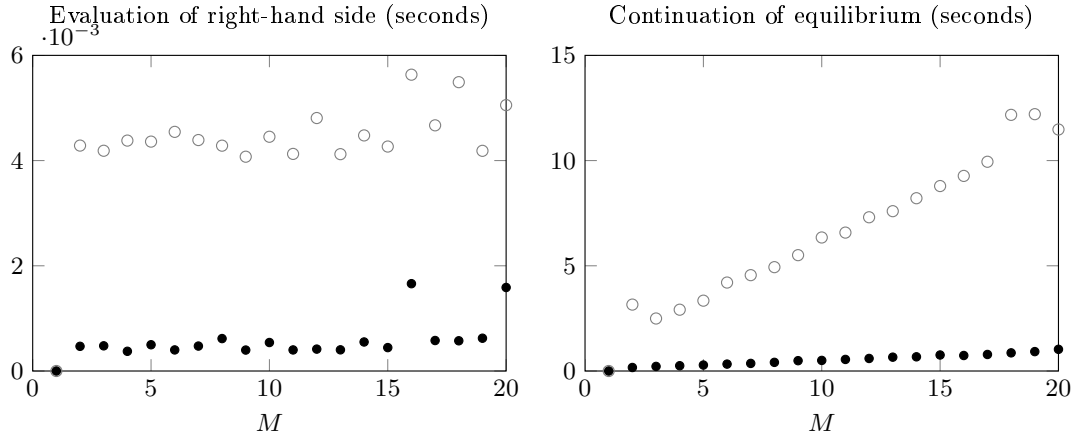 Evaluation of right-hand side (seconds)
·10⁻³
6
4
2
0
0 5 10 15 20
M
Continuation of equilibrium (seconds)
15
10
5
0
0 5 10 15 20
M